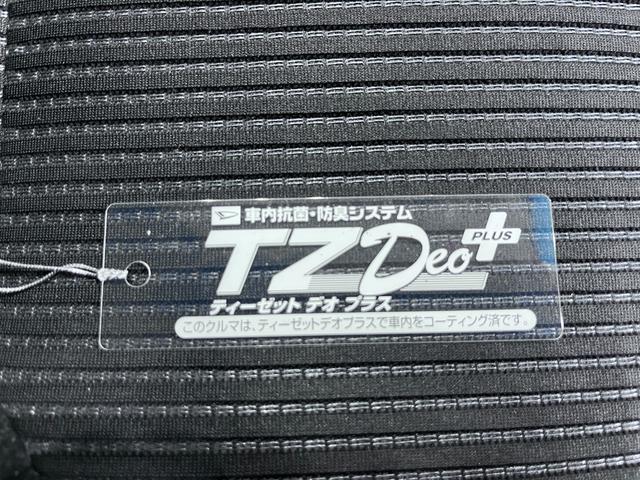 車内抗菌・防臭システム
TZ Deo PLUS
ティーゼット デオ プラス
このクルマは、ティーゼットデオプラスで車内をコーティング済です。